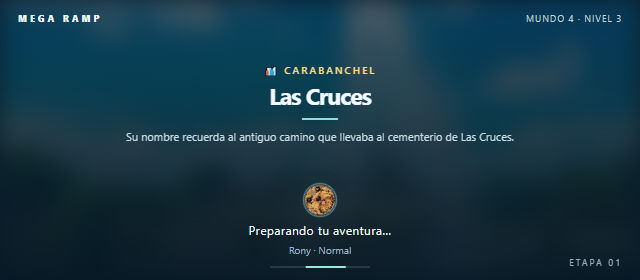 MEGA RAMP
MUNDO 4 · NIVEL 3
CARABANCHEL
Las Cruces
Su nombre recuerda al antiguo camino que llevaba al cementerio de Las Cruces.
Preparando tu aventura...
Rony · Normal
ETAPA 01